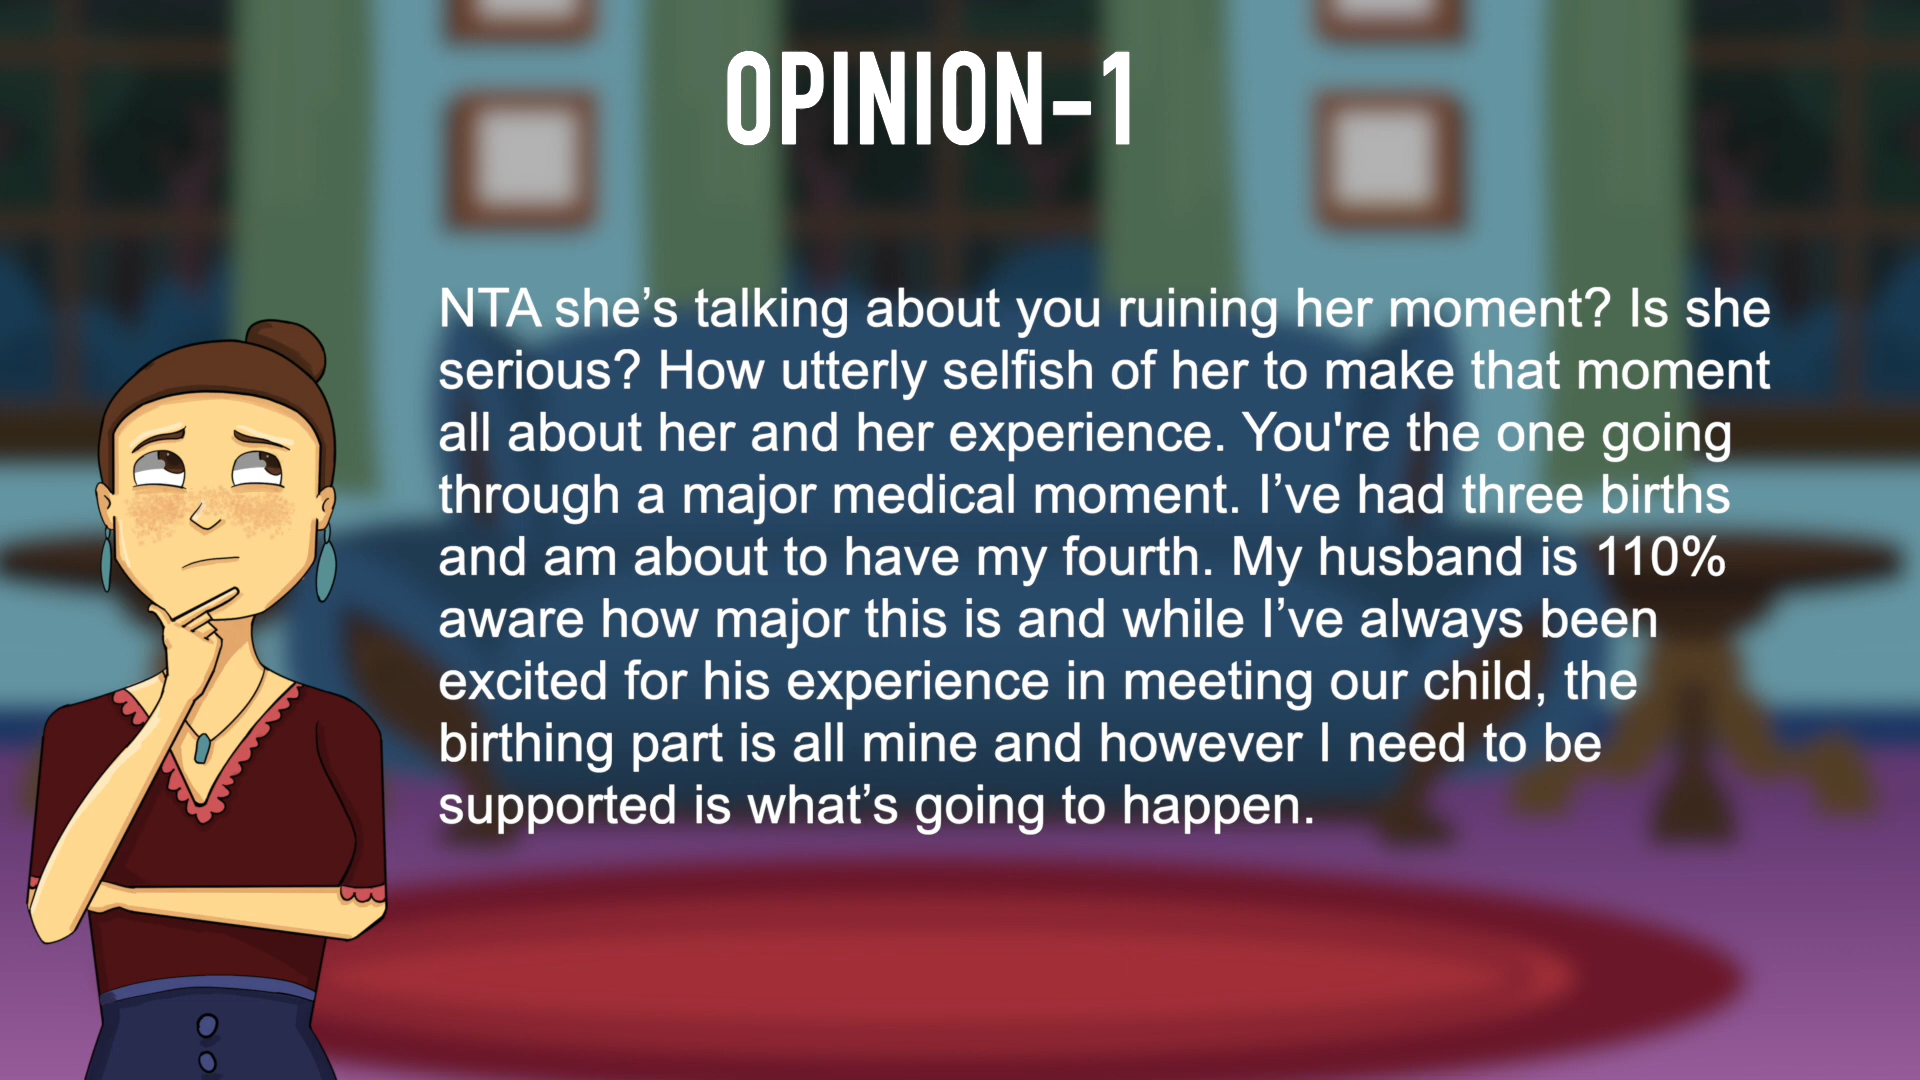 OPINION-1
NTA she’s talking about you ruining her moment? Is she
serious? How utterly selfish of her to make that moment
all about her and her experience. You're the one going
through a major medical moment. I’ve had three births
and am about to have my fourth. My husband is 110%
aware how major this is and while I’ve always been
excited for his experience in meeting our child, the
birthing part is all mine and however I need to be
supported is what’s going to happen.